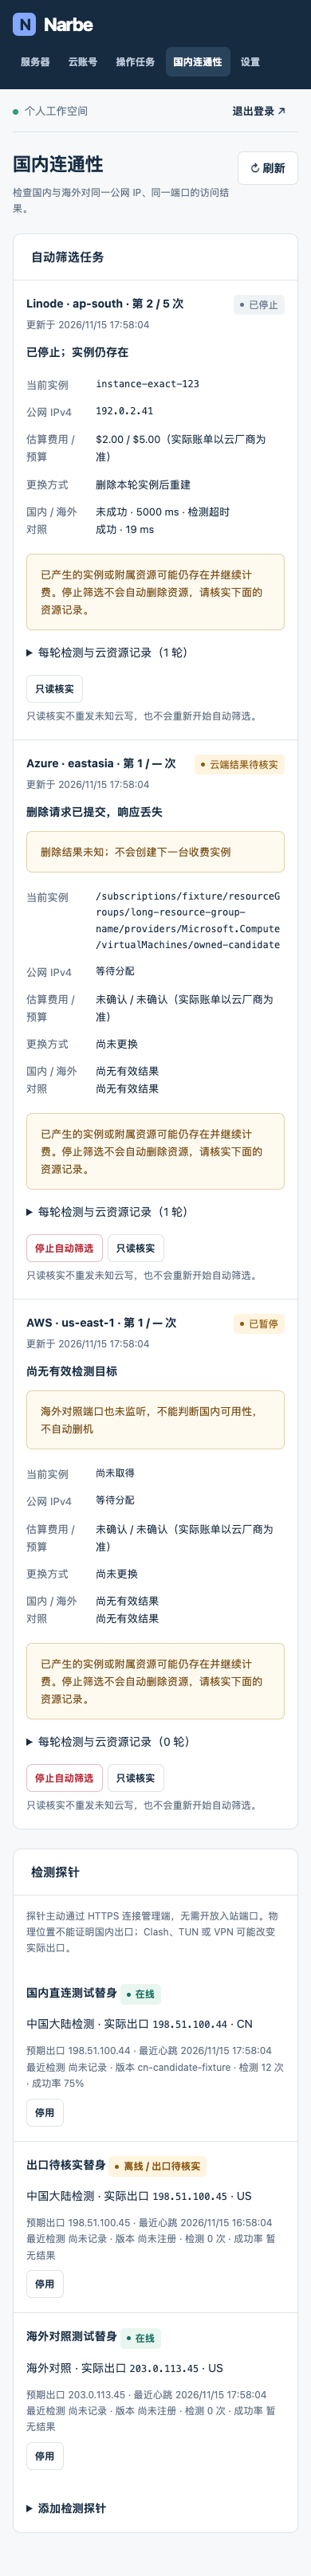 N Narbe
服务器 云账号 操作任务 国内连通性 设置
个人工作空间 退出登录 ↗
国内连通性
↻ 刷新
检查国内与海外对同一公网 IP、同一端口的访问结
果。
自动筛选任务
Linode · ap-south · 第 2 / 5 次 已停止
更新于 2026/11/15 17:58:04
已停止；实例仍存在
当前实例 instance-exact-123
公网 IPv4 192.0.2.41
估算费用 / $2.00 / $5.00（实际账单以云厂商为
预算 准）
更换方式 删除本轮实例后重建
国内 / 海外 未成功 · 5000 ms · 检测超时
对照 成功 · 19 ms
已产生的实例或附属资源可能仍存在并继续计
费。停止筛选不会自动删除资源，请核实下面的
资源记录。
▶ 每轮检测与云资源记录（1 轮）
只读核实
只读核实不重发未知云写，也不会重新开始自动筛选。
Azure · eastasia · 第 1 / — 次 云端结果待核实
更新于 2026/11/15 17:58:04
删除请求已提交，响应丢失
删除结果未知；不会创建下一台收费实例
当前实例 /subscriptions/fixture/resourceG
roups/long-resource-group-
name/providers/Microsoft.Compute
/virtualMachines/owned-candidate
公网 IPv4 等待分配
估算费用 / 未确认 / 未确认（实际账单以云厂商为
预算 准）
更换方式 尚未更换
国内 / 海外 尚无有效结果
对照 尚无有效结果
已产生的实例或附属资源可能仍存在并继续计
费。停止筛选不会自动删除资源，请核实下面的
资源记录。
▶ 每轮检测与云资源记录（1 轮）
停止自动筛选 只读核实
只读核实不重发未知云写，也不会重新开始自动筛选。
AWS · us-east-1 · 第 1 / — 次 已暂停
更新于 2026/11/15 17:58:04
尚无有效检测目标
海外对照端口也未监听，不能判断国内可用性，
不自动删机
当前实例 尚未取得
公网 IPv4 等待分配
估算费用 / 未确认 / 未确认（实际账单以云厂商为
预算 准）
更换方式 尚未更换
国内 / 海外 尚无有效结果
对照 尚无有效结果
已产生的实例或附属资源可能仍存在并继续计
费。停止筛选不会自动删除资源，请核实下面的
资源记录。
▶ 每轮检测与云资源记录（0 轮）
停止自动筛选 只读核实
只读核实不重发未知云写，也不会重新开始自动筛选。
检测探针
探针主动通过 HTTPS 连接管理端，无需开放入站端口。物
理位置不能证明国内出口；Clash、TUN 或 VPN 可能改变
实际出口。
国内直连测试替身 在线
中国大陆检测 · 实际出口 198.51.100.44 · CN
预期出口 198.51.100.44 · 最近心跳 2026/11/15 17:58:04
最近检测 尚未记录 · 版本 cn-candidate-fixture · 检测 12 次
· 成功率 75%
停用
出口待核实替身 离线 / 出口待核实
中国大陆检测 · 实际出口 198.51.100.45 · US
预期出口 198.51.100.45 · 最近心跳 2026/11/15 16:58:04
最近检测 尚未记录 · 版本 尚未注册 · 检测 0 次 · 成功率 暂
无结果
停用
海外对照测试替身 在线
海外对照 · 实际出口 203.0.113.45 · US
预期出口 203.0.113.45 · 最近心跳 2026/11/15 17:58:04
最近检测 尚未记录 · 版本 尚未注册 · 检测 0 次 · 成功率 暂
无结果
停用
▶ 添加检测探针